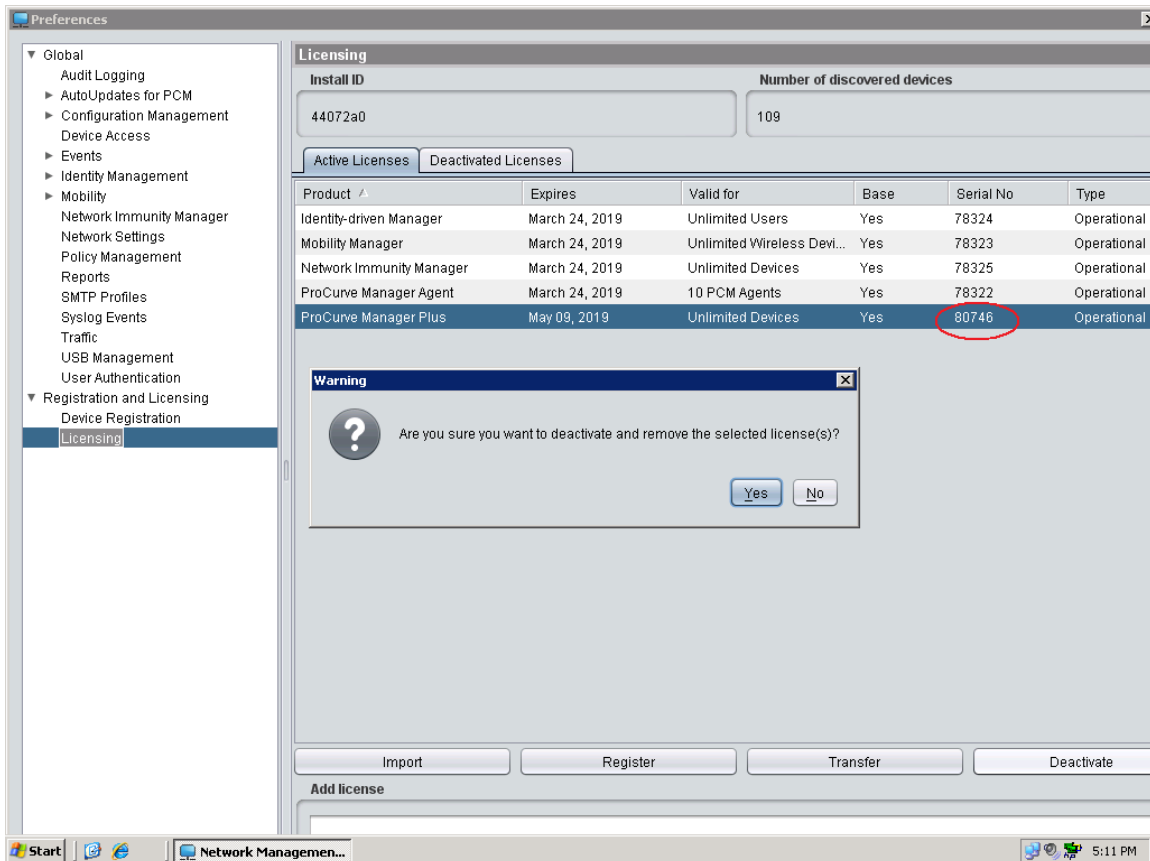 Preferences
Global
Audit Logging
AutoUpdates for PCM
Configuration Management
Device Access
Events
Identity Management
Mobility
Network Immunity Manager
Network Settings
Policy Management
Reports
SMTP Profiles
Syslog Events
Traffic
USB Management
User Authentication
Registration and Licensing
Device Registration
Licensing
Licensing
Install ID Number of discovered devices
44072a0 109
Active Licenses Deactivated Licenses
Product Expires Valid for Base Serial No Type
Identity-driven Manager March 24, 2019 Unlimited Users Yes 78324 Operational
Mobility Manager March 24, 2019 Unlimited Wireless Devi... Yes 78323 Operational
Network Immunity Manager March 24, 2019 Unlimited Devices Yes 78325 Operational
ProCurve Manager Agent March 24, 2019 10 PCM Agents Yes 78322 Operational
ProCurve Manager Plus May 09, 2019 Unlimited Devices Yes 80746 Operational
Warning
Are you sure you want to deactivate and remove the selected license(s)?
Yes No
Import Register Transfer Deactivate
Add license
Start Network Managemen... 5:11 PM